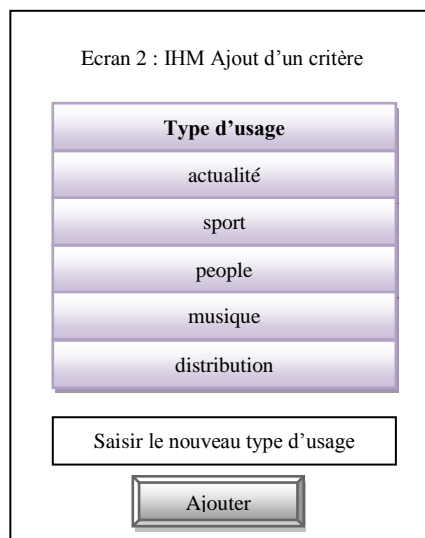 Ecran 2 : IHM Ajout d'un critère
Type d'usage
actualité
sport
people
musique
distribution
Saisir le nouveau type d'usage
Ajouter